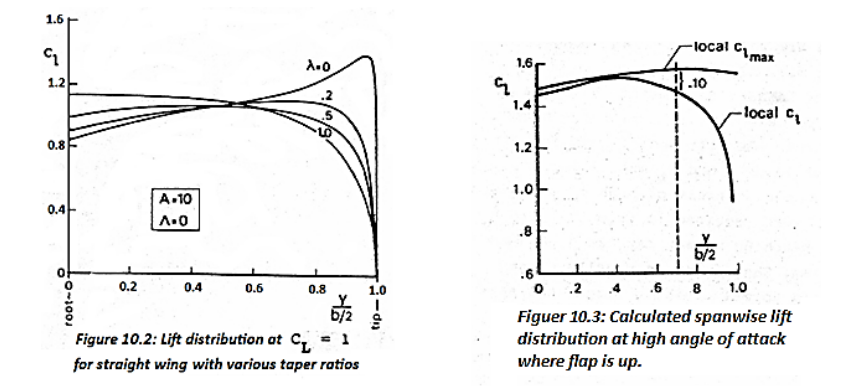 1.6
C_l
1.2
0.8
0.4
0
λ=0
.2
.5
1.0
A=10
Λ=0
0 0.2 0.4 0.6 0.8 1.0
y
b/2
root
tip
Figure 10.2: Lift distribution at C_L = 1
for straight wing with various taper ratios
local c_l max
1.6
C_l
.10
1.4
local c_l
1.2
1.0
.8
.6
y
b/2
0 .2 .4 .6 .8 1.0
Figuer 10.3: Calculated spanwise lift
distribution at high angle of attack
where flap is up.